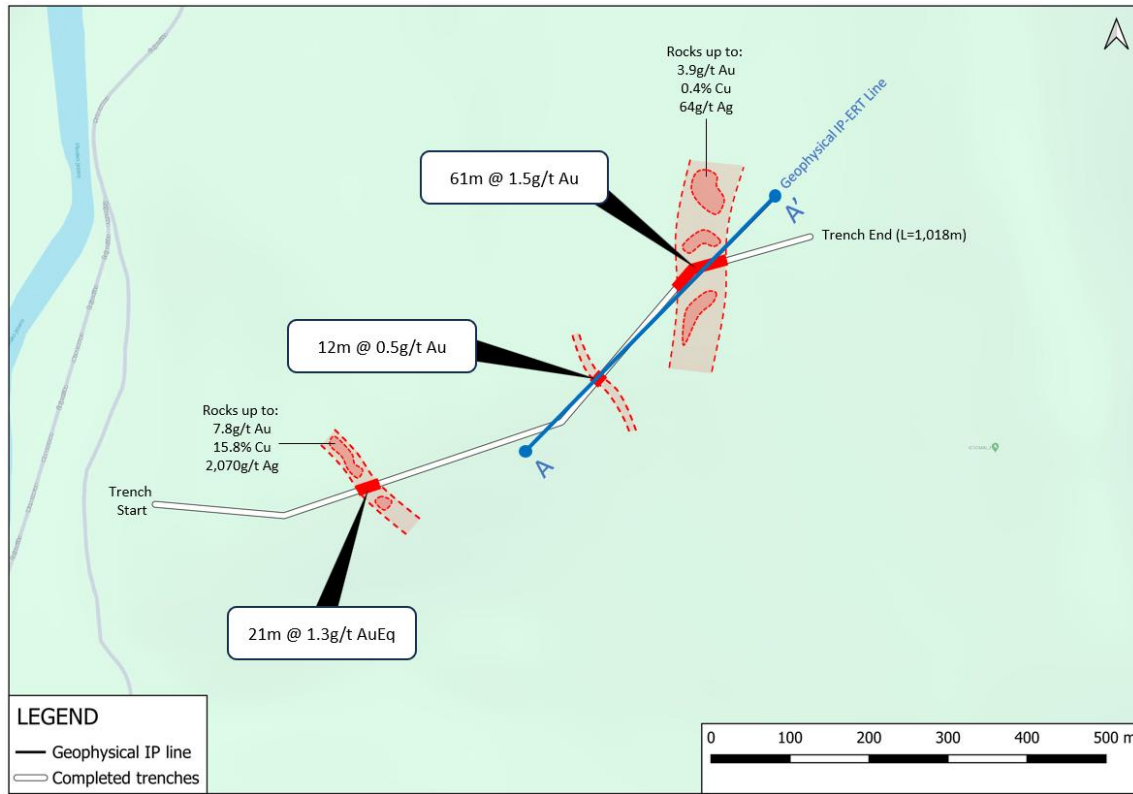 Rocks up to:
3.9g/t Au
0.4% Cu
64g/t Ag
Geophysical IP-ERT Line
A'
61m @ 1.5g/t Au
Trench End (L=1,018m)
12m @ 0.5g/t Au
Rocks up to:
7.8g/t Au
15.8% Cu
2,070g/t Ag
A
Trench
Start
21m @ 1.3g/t AuEq
LEGEND
Geophysical IP line
Completed trenches
0 100 200 300 400 500 m